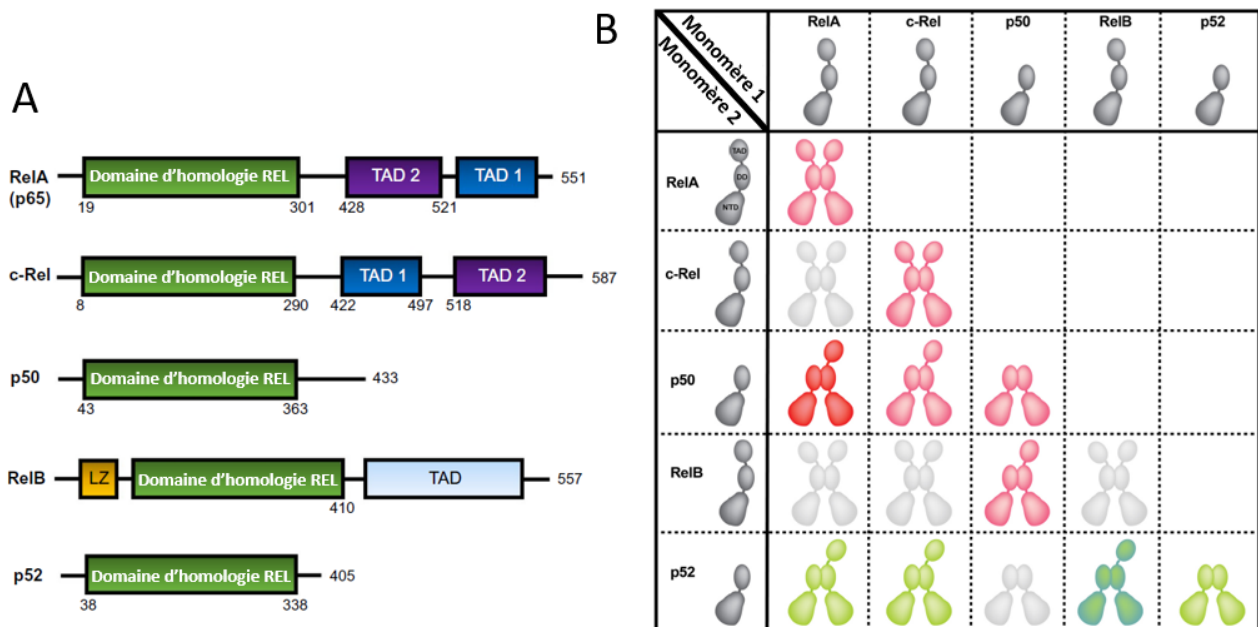 A
RelA
(p65)
Domaine d'homologie REL
TAD 2
TAD 1
551
19
301
428
521
c-Rel
Domaine d'homologie REL
TAD 1
TAD 2
587
8
290
422
497
518
p50
Domaine d'homologie REL
433
43
363
RelB
LZ
Domaine d'homologie REL
TAD
557
410
p52
Domaine d'homologie REL
405
38
338
B
Monomère 1
Monomère 2
RelA
c-Rel
p50
RelB
p52
RelA
TAD
DD
NTD
c-Rel
p50
RelB
p52